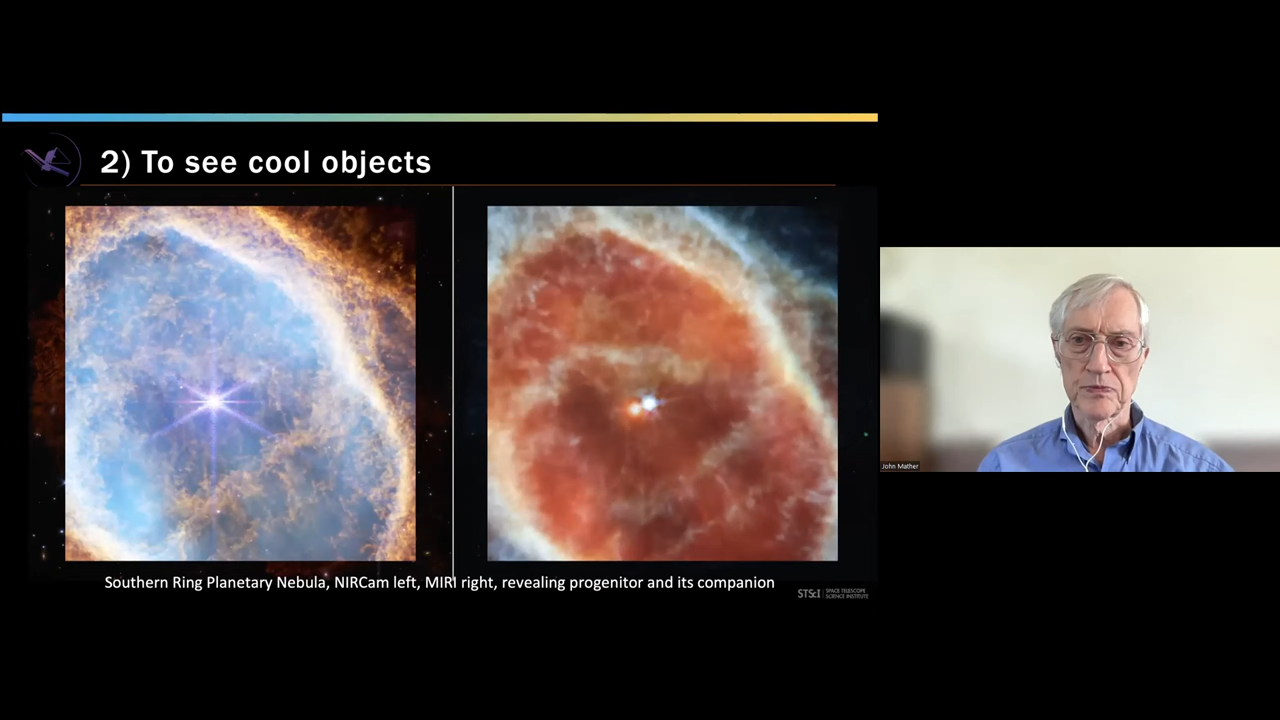 2) To see cool objects
Southern Ring Planetary Nebula, NIRCam left, MIRI right, revealing progenitor and its companion
STScI | SPACE TELESCOPE
SCIENCE INSTITUTE
John Mather